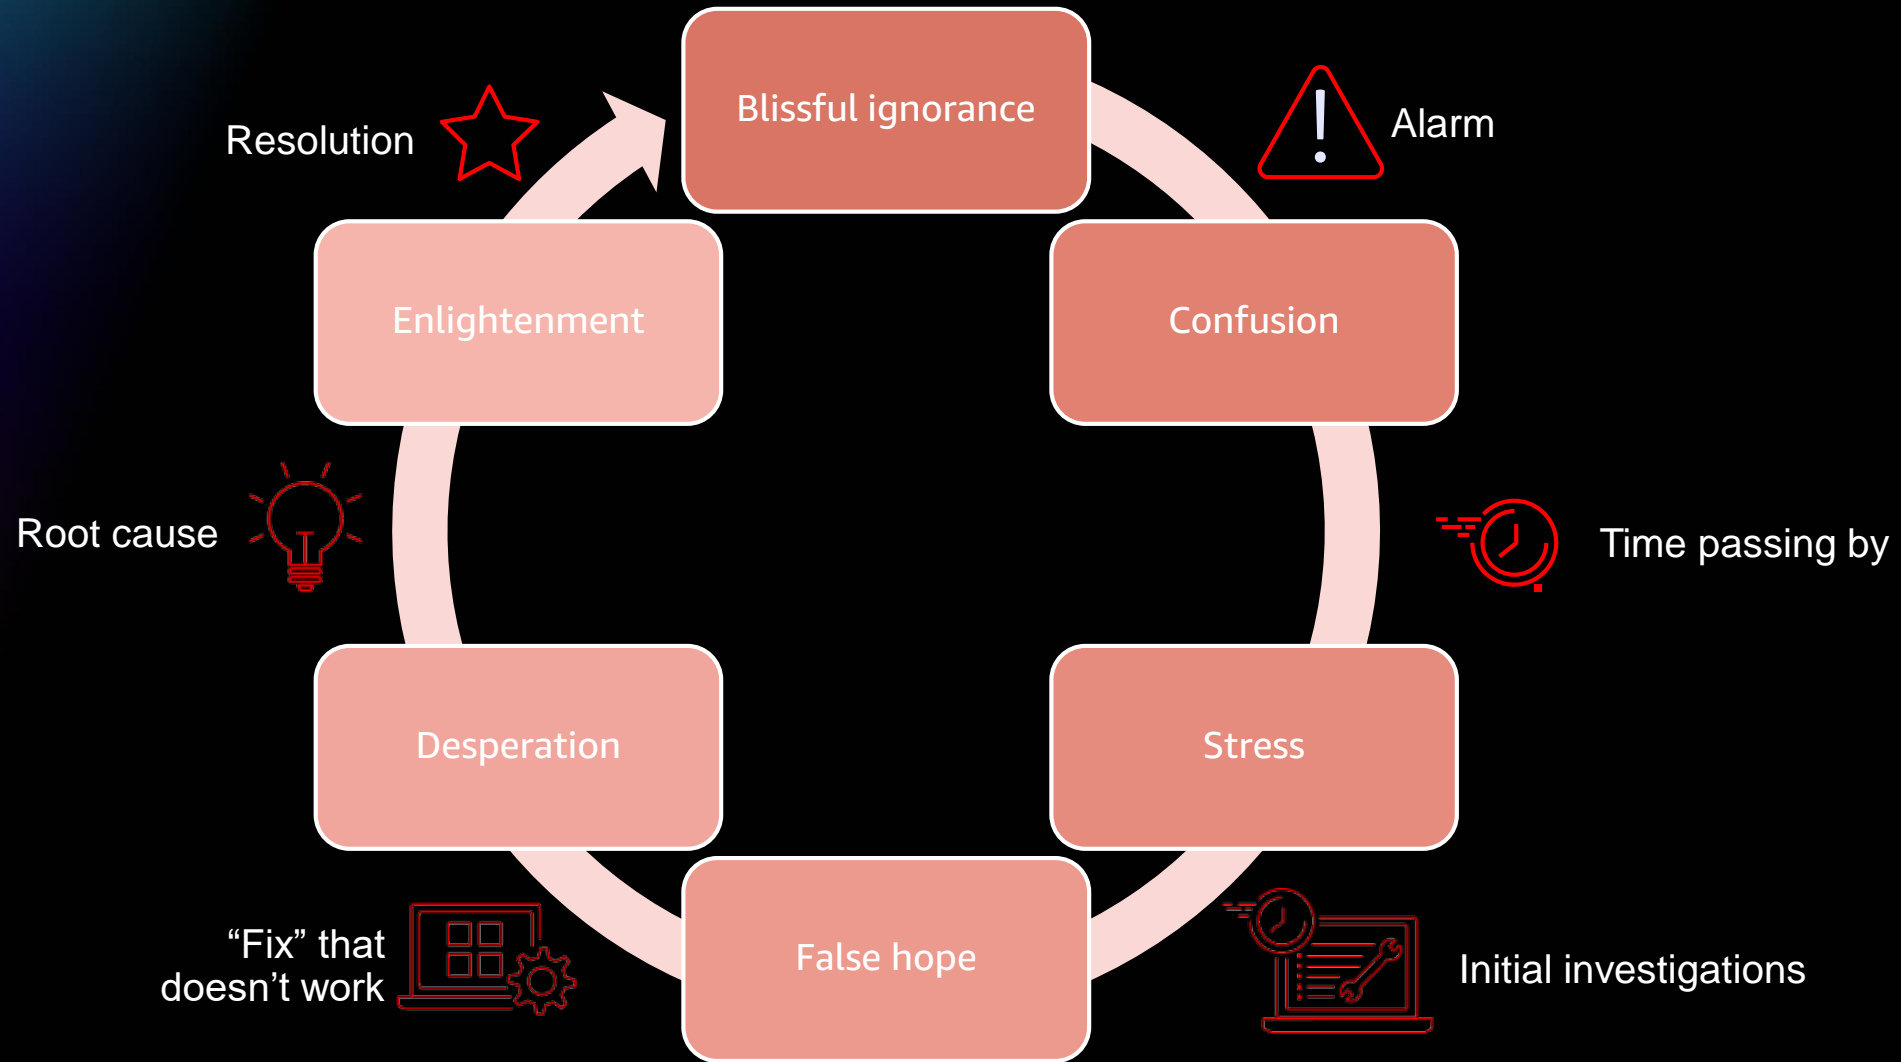 Blissful ignorance
Alarm
Confusion
Time passing by
Stress
Initial investigations
False hope
“Fix” that
doesn’t work
Desperation
Root cause
Enlightenment
Resolution